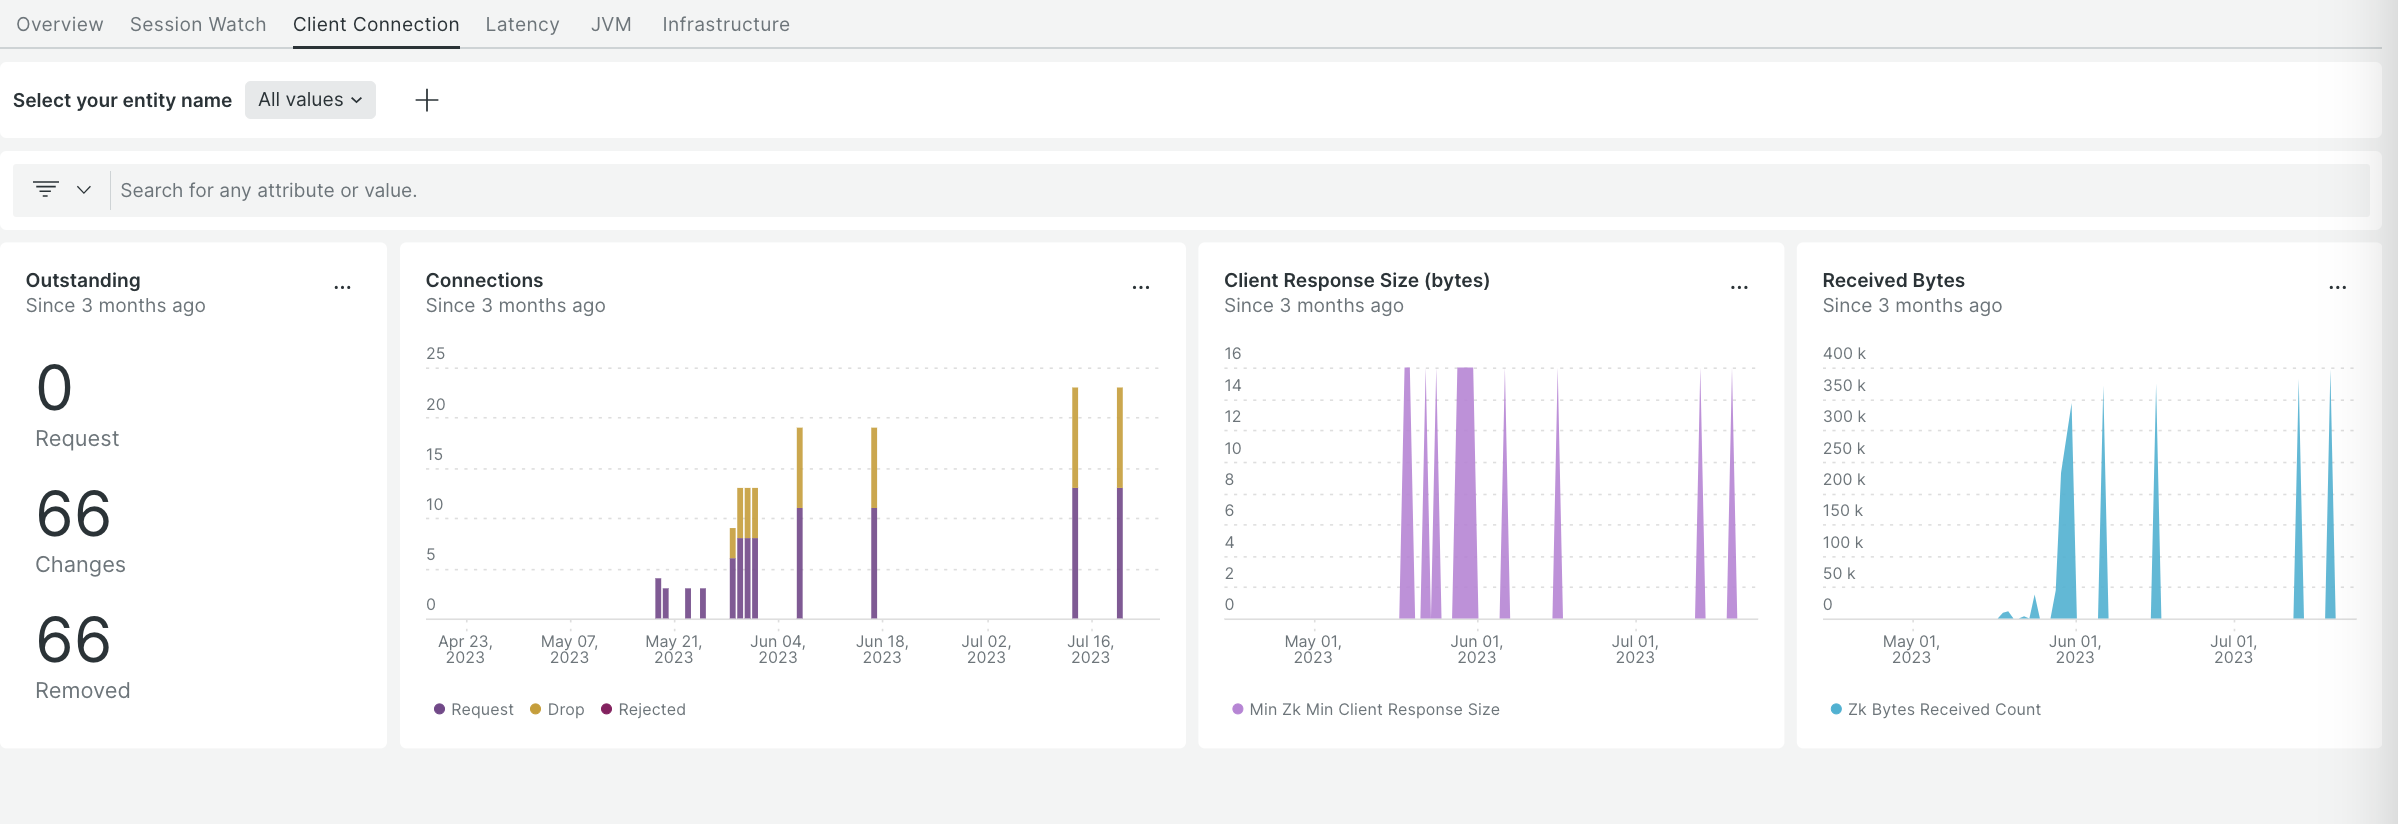 Overview Session Watch Client Connection Latency JVM Infrastructure
Select your entity name All values
Search for any attribute or value.
Outstanding
Since 3 months ago
0
Request
66
Changes
66
Removed
Connections
Since 3 months ago
25
20
15
10
5
0
Apr 23, 2023
May 07, 2023
May 21, 2023
Jun 04, 2023
Jun 18, 2023
Jul 02, 2023
Jul 16, 2023
Request Drop Rejected
Client Response Size (bytes)
Since 3 months ago
16
14
12
10
8
6
4
2
0
May 01, 2023
Jun 01, 2023
Jul 01, 2023
Min Zk Min Client Response Size
Received Bytes
Since 3 months ago
400 k
350 k
300 k
250 k
200 k
150 k
100 k
50 k
0
May 01, 2023
Jun 01, 2023
Jul 01, 2023
Zk Bytes Received Count